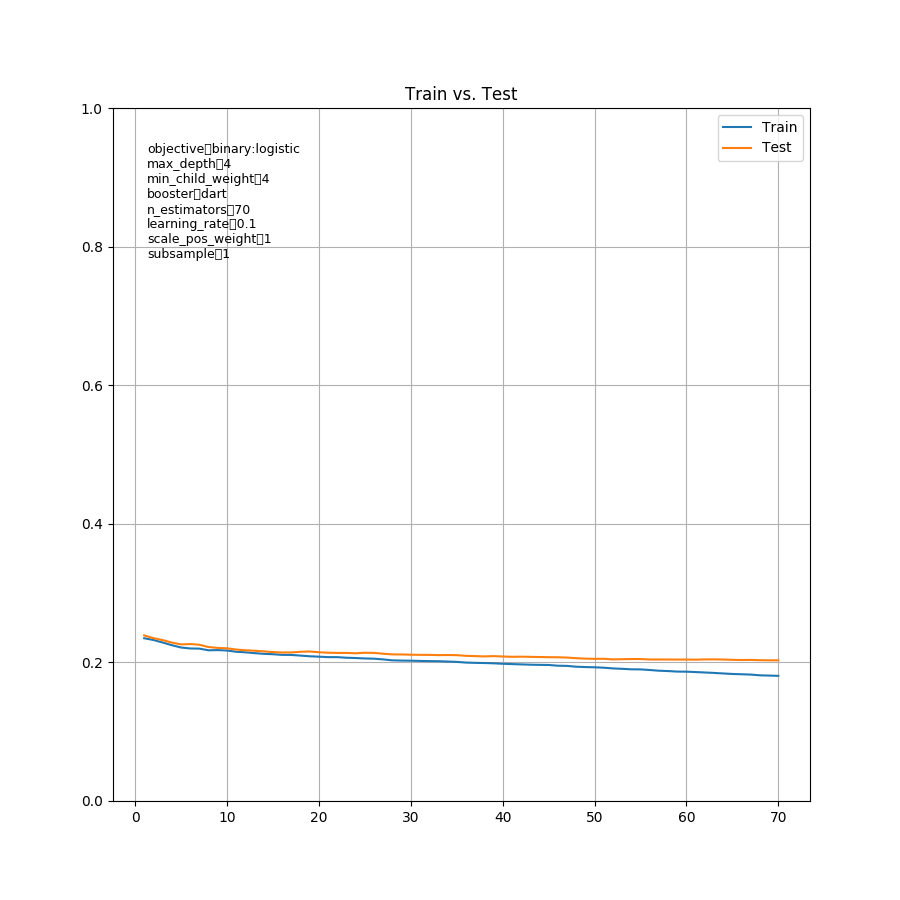 Train vs. Test
1.0
0.8
0.6
0.4
0.2
0.0
objective▯binary:logistic
max_depth▯4
min_child_weight▯4
booster▯dart
n_estimators▯70
learning_rate▯0.1
scale_pos_weight▯1
subsample▯1
Train
Test
0 10 20 30 40 50 60 70